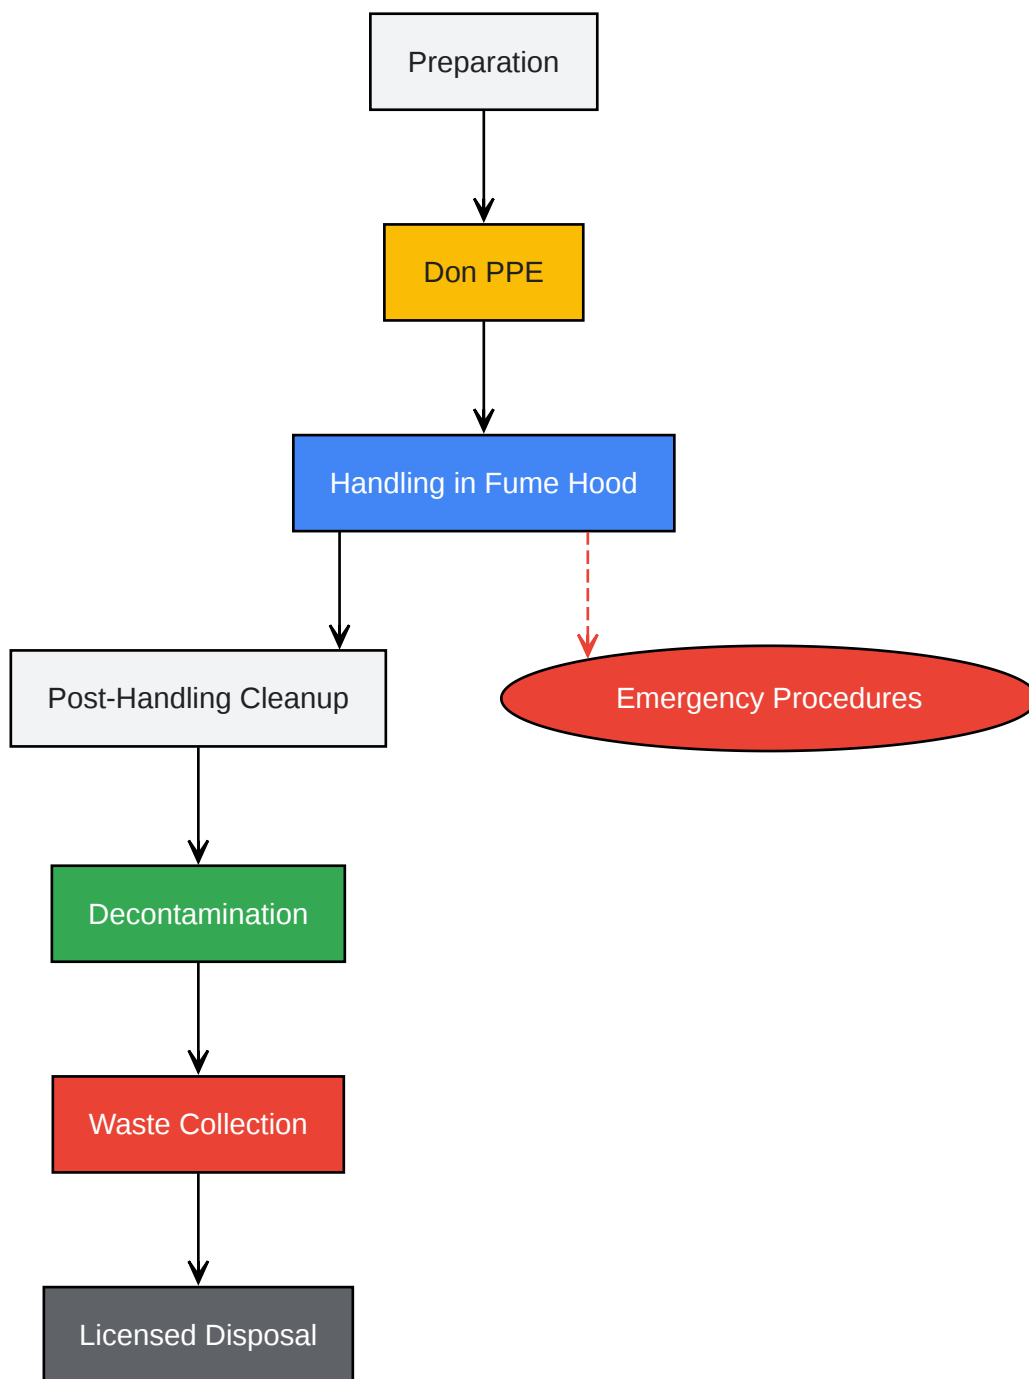 Preparation
Don PPE
Handling in Fume Hood
Post-Handling Cleanup
Emergency Procedures
Decontamination
Waste Collection
Licensed Disposal